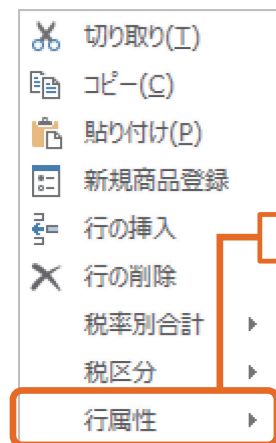 切り取り(T)
コピー(C)
貼り付け(P)
新規商品登録
行の挿入
行の削除
税率別合計
税区分
行属性